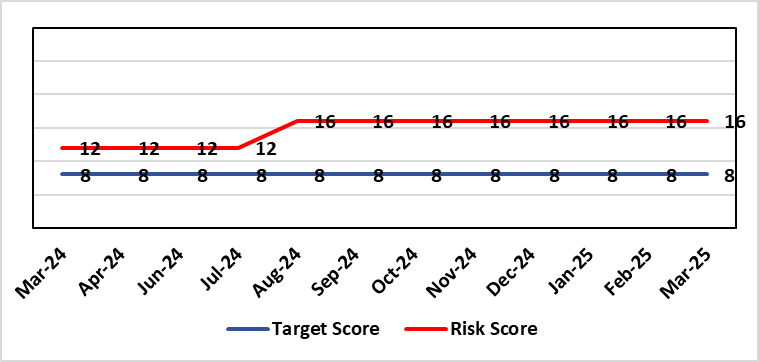 12 12 12 12 16 16 16 16 16 16 16 16
8 8 8 8 8 8 8 8 8 8 8 8
Mar-24 Apr-24 Jun-24 Jul-24 Aug-24 Sep-24 Oct-24 Nov-24 Dec-24 Jan-25 Feb-25 Mar-25
Target Score Risk Score